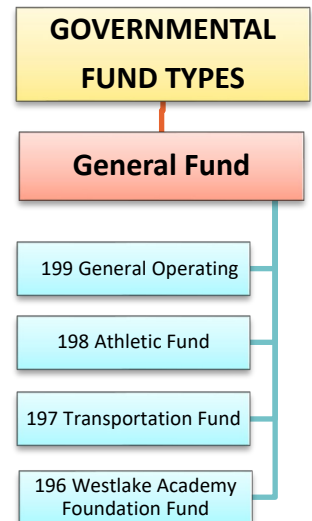 GOVERNMENTAL
FUND TYPES
General Fund
199 General Operating
198 Athletic Fund
197 Transportation Fund
196 Westlake Academy
Foundation Fund